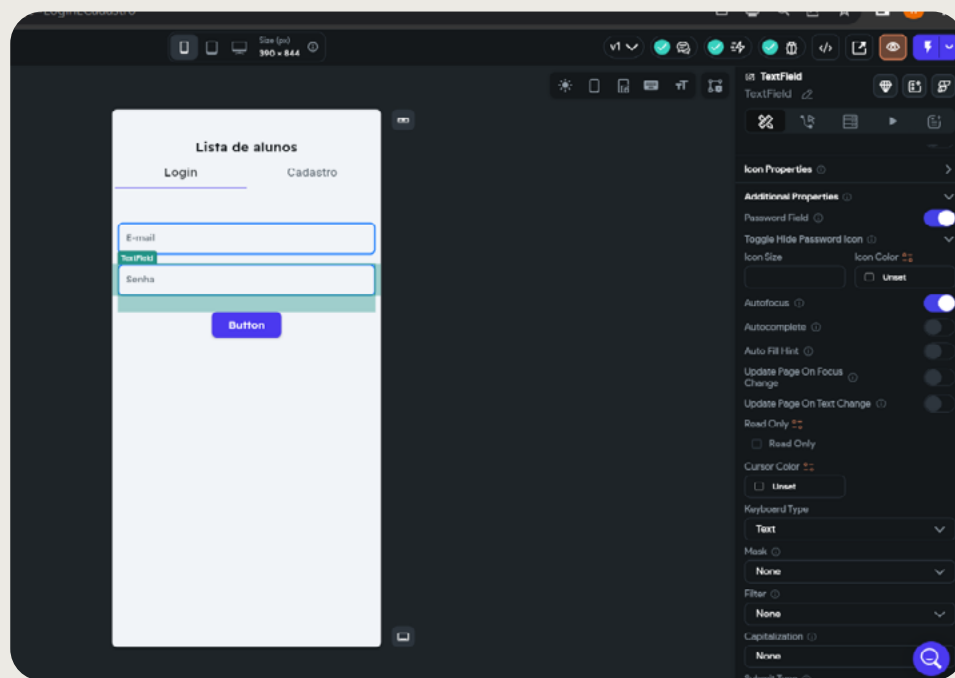 Size (px)
390 × 844
v1
TextField
TextField
Lista de alunos
Login
Cadastro
E-mail
TextField
Senha
Button
Icon Properties
Additional Properties
Password Field
Toggle Hide Password Icon
Icon Size
Icon Color
Unset
Autofocus
Autocomplete
Auto Fill Hint
Update Page On Focus
Change
Update Page On Text Change
Read Only
Read Only
Cursor Color
Unset
Keyboard Type
Text
Mask
None
Filter
None
Capitalization
None